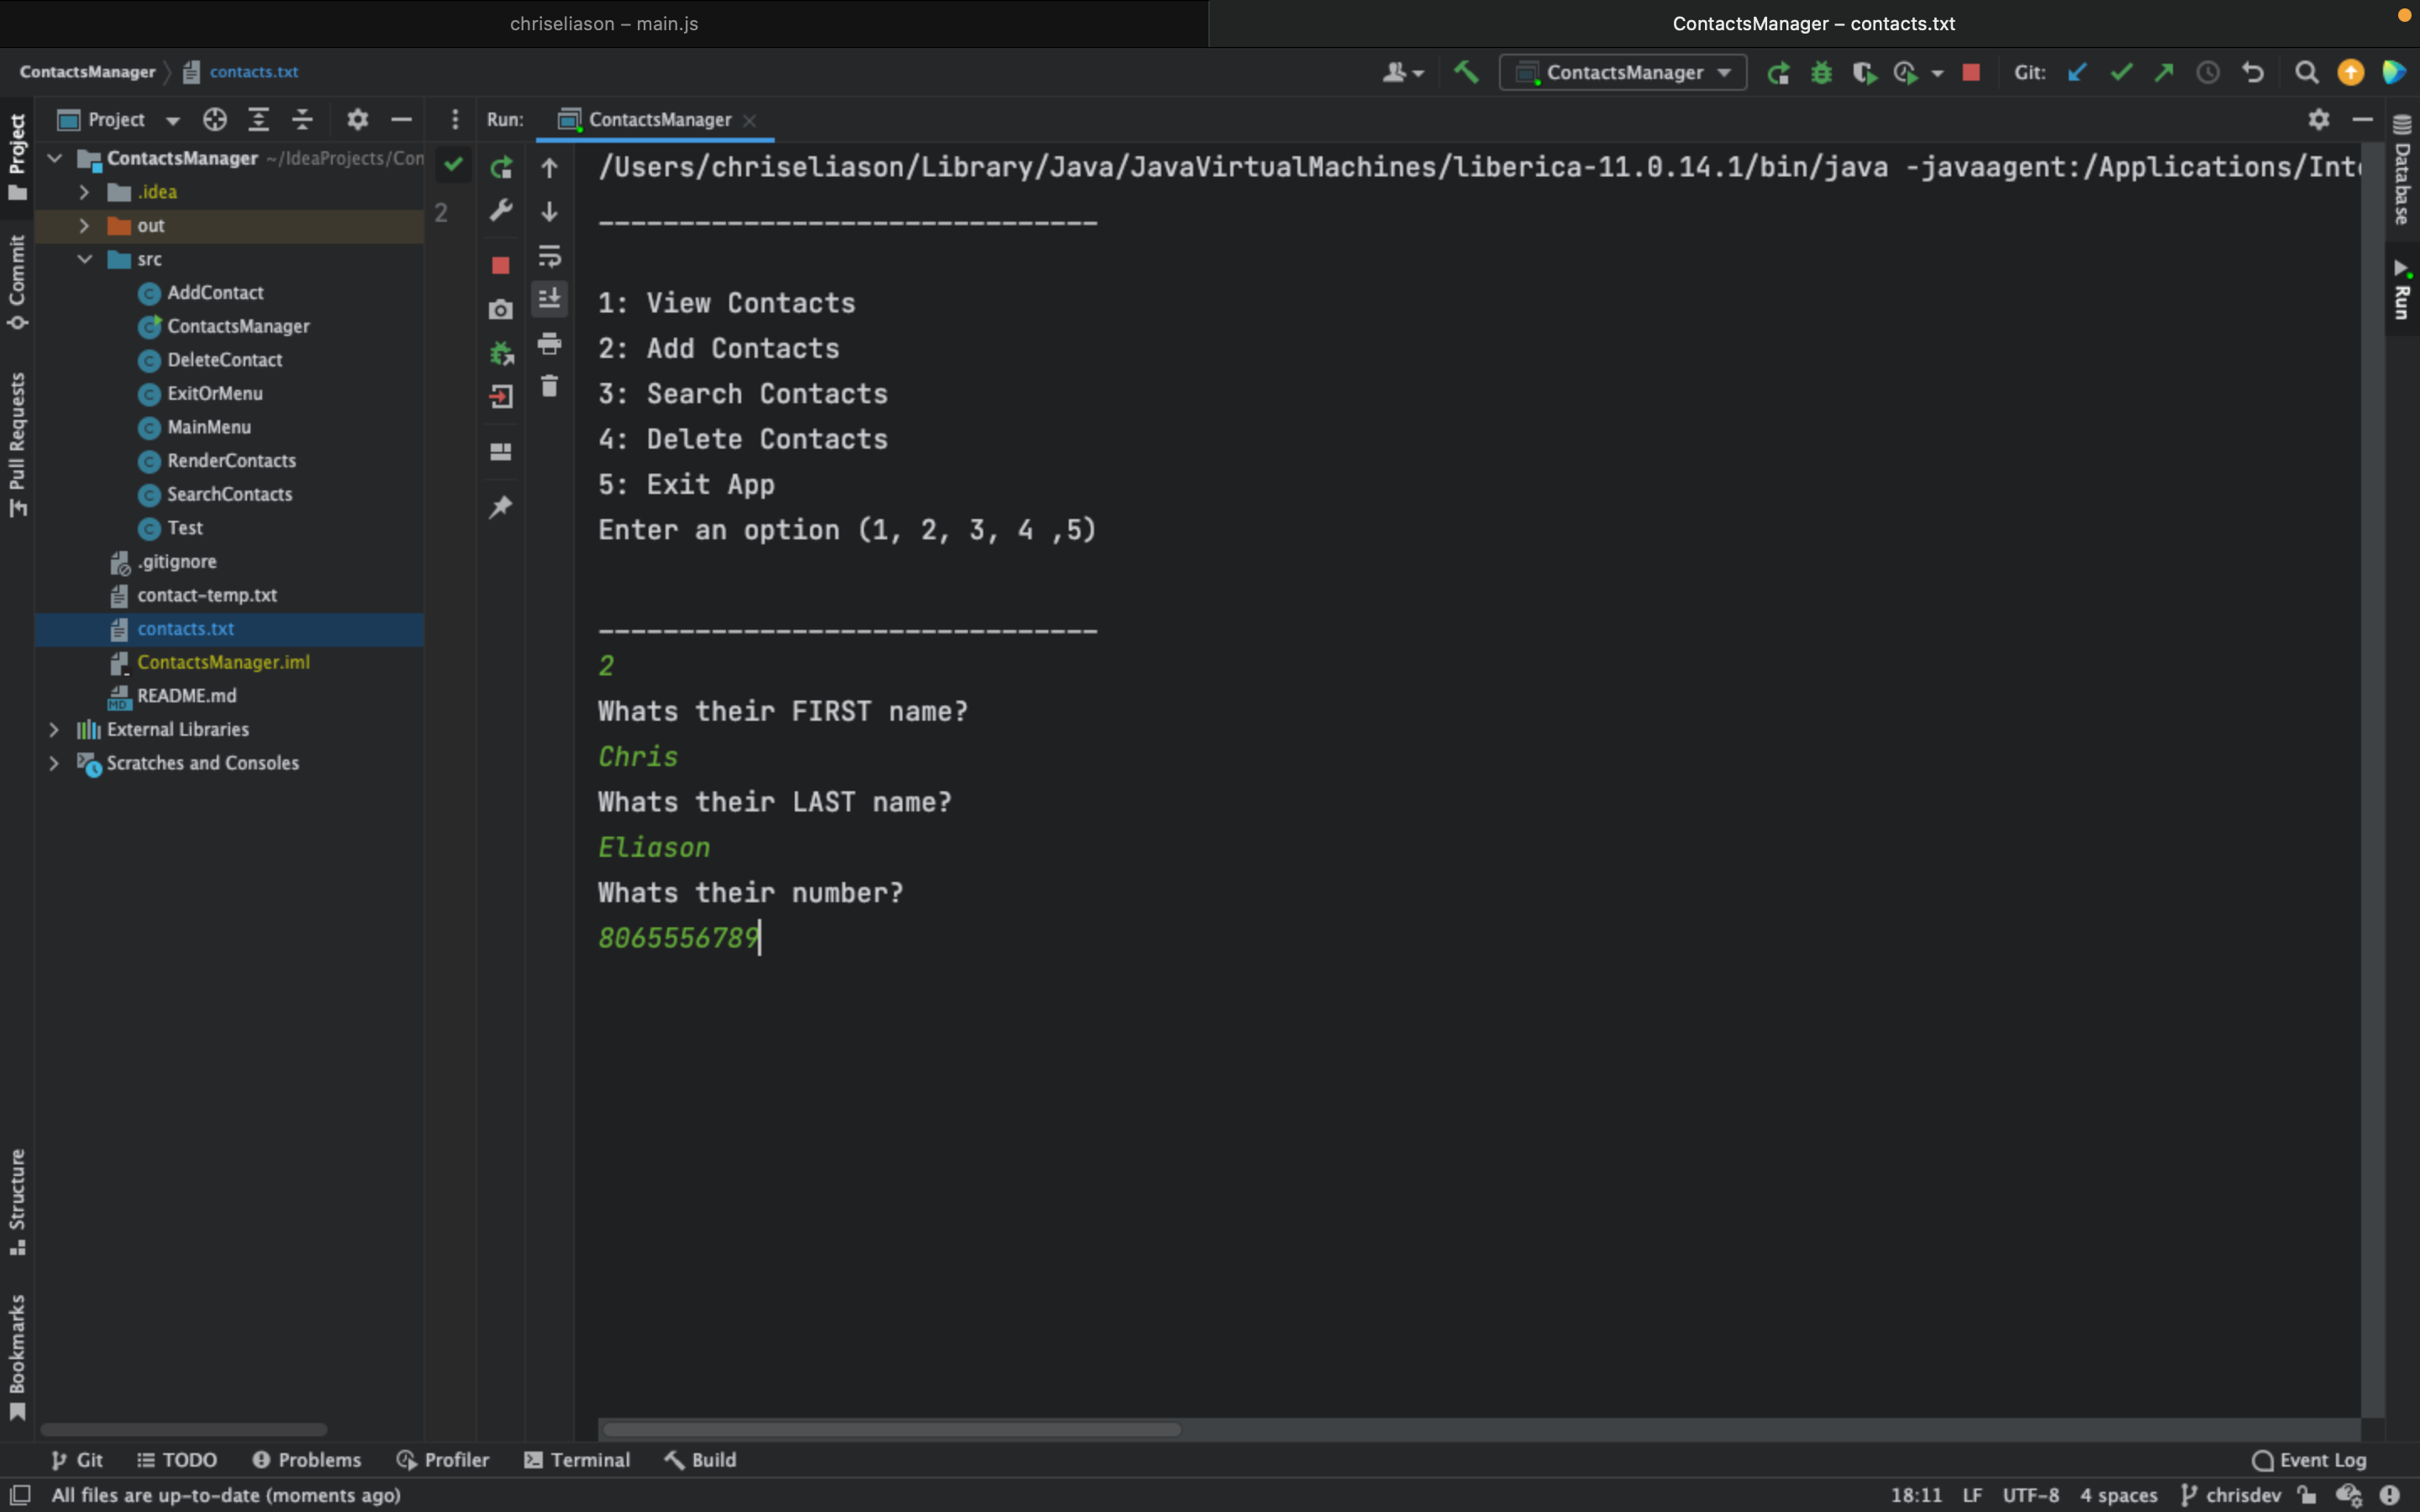 chriseliason – main.js
ContactsManager – contacts.txt
ContactsManager contacts.txt
ContactsManager
Git:
Project
Run:
ContactsManager
ContactsManager ~/IdeaProjects/Con
.idea
out
src
AddContact
ContactsManager
DeleteContact
ExitOrMenu
MainMenu
RenderContacts
SearchContacts
Test
.gitignore
contact-temp.txt
contacts.txt
ContactsManager.iml
MD
README.md
External Libraries
Scratches and Consoles
2
/Users/chriseliason/Library/Java/JavaVirtualMachines/liberica-11.0.14.1/bin/java -javaagent:/Applications/Inte
-------------------------------
1: View Contacts
2: Add Contacts
3: Search Contacts
4: Delete Contacts
5: Exit App
Enter an option (1, 2, 3, 4 ,5)
-------------------------------
2
Whats their FIRST name?
Chris
Whats their LAST name?
Eliason
Whats their number?
8065556789
Project
Commit
Pull Requests
Structure
Bookmarks
Database
Run
Git
TODO
Problems
Profiler
Terminal
Build
Event Log
All files are up-to-date (moments ago)
18:11 LF UTF-8 4 spaces chrisdev